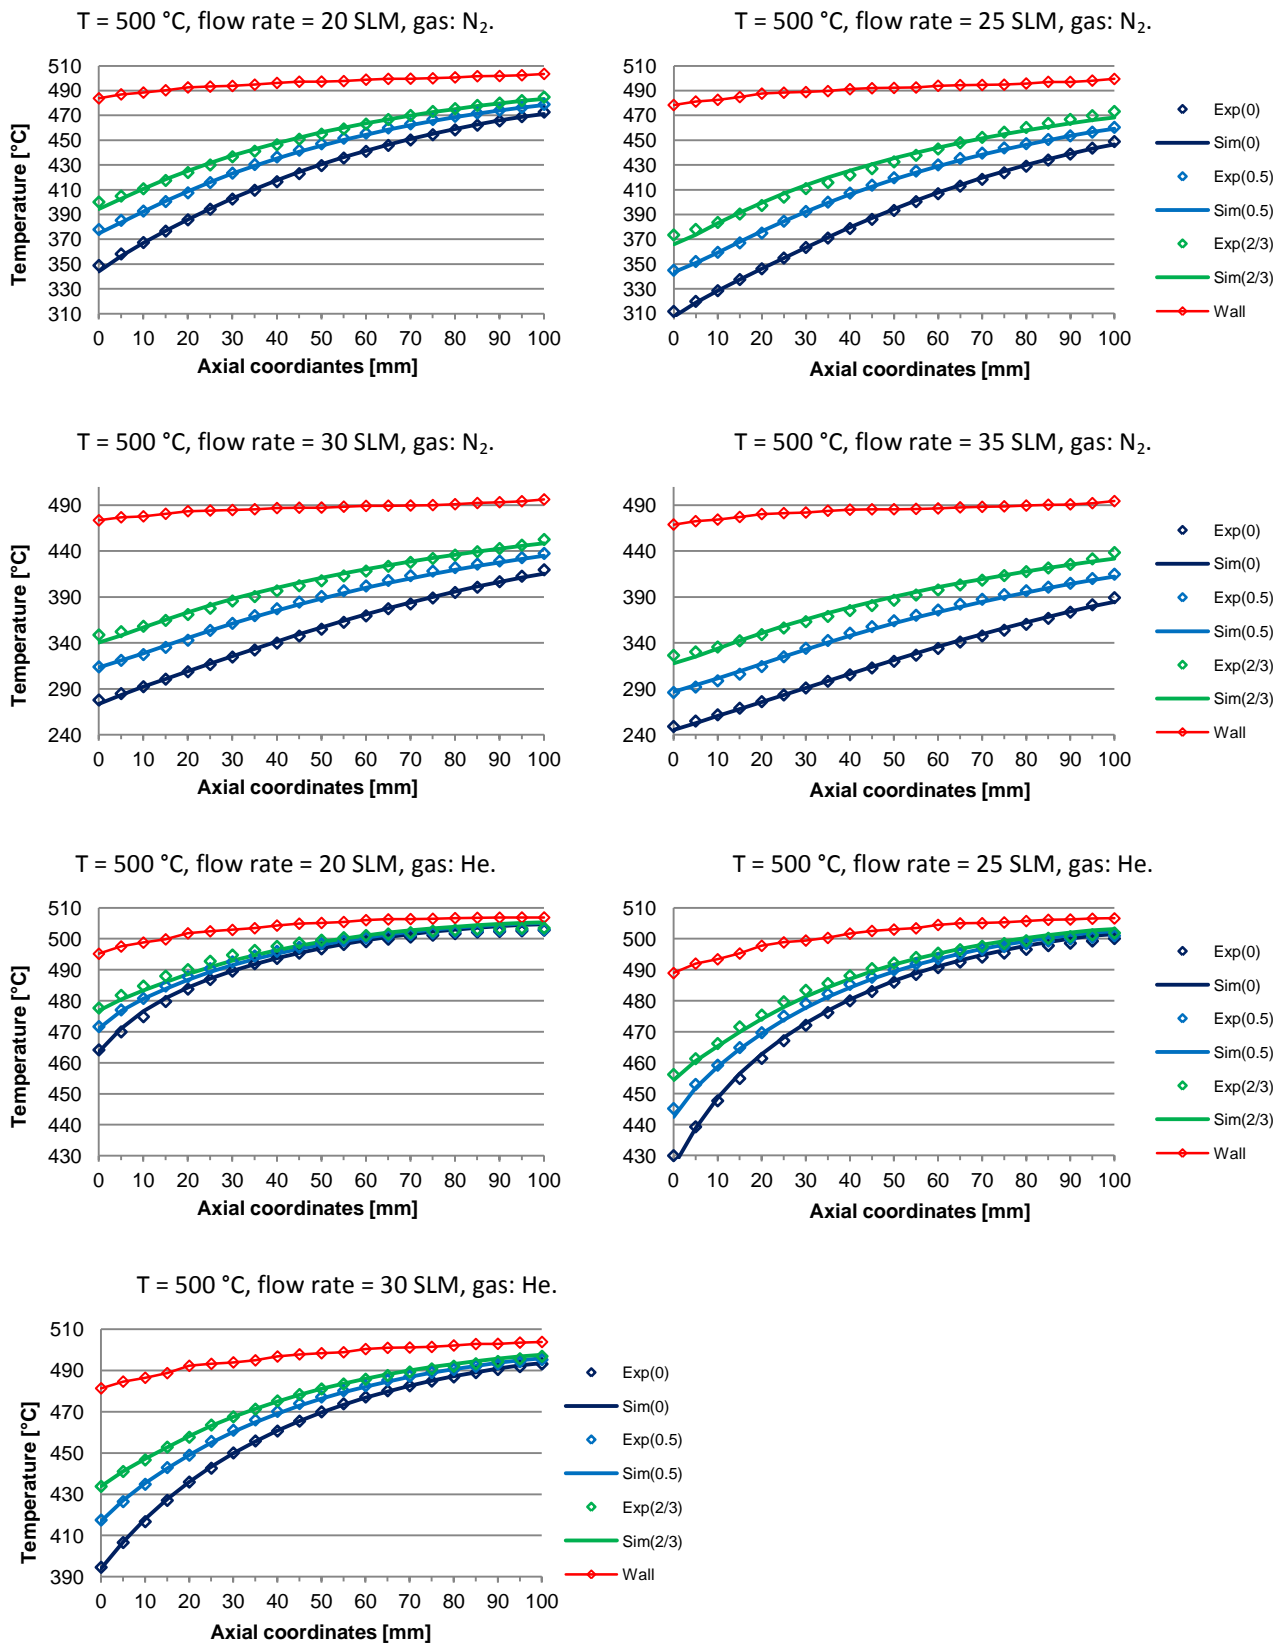 T = 500 °C, flow rate = 20 SLM, gas: N₂.
Temperature [°C]
510
490
470
450
430
410
390
370
350
330
310
0 10 20 30 40 50 60 70 80 90 100
Axial coordiantes [mm]
T = 500 °C, flow rate = 25 SLM, gas: N₂.
510
490
470
450
430
410
390
370
350
330
310
0 10 20 30 40 50 60 70 80 90 100
Axial coordinates [mm]
Exp(0)
Sim(0)
Exp(0.5)
Sim(0.5)
Exp(2/3)
Sim(2/3)
Wall
T = 500 °C, flow rate = 30 SLM, gas: N₂.
Temperature [°C]
490
440
390
340
290
240
0 10 20 30 40 50 60 70 80 90 100
Axial coordinates [mm]
T = 500 °C, flow rate = 35 SLM, gas: N₂.
490
440
390
340
290
240
0 10 20 30 40 50 60 70 80 90 100
Axial coordinates [mm]
Exp(0)
Sim(0)
Exp(0.5)
Sim(0.5)
Exp(2/3)
Sim(2/3)
Wall
T = 500 °C, flow rate = 20 SLM, gas: He.
Temperature [°C]
510
500
490
480
470
460
450
440
430
0 10 20 30 40 50 60 70 80 90 100
Axial coordinates [mm]
T = 500 °C, flow rate = 25 SLM, gas: He.
510
500
490
480
470
460
450
440
430
0 10 20 30 40 50 60 70 80 90 100
Axial coordinates [mm]
Exp(0)
Sim(0)
Exp(0.5)
Sim(0.5)
Exp(2/3)
Sim(2/3)
Wall
T = 500 °C, flow rate = 30 SLM, gas: He.
Temperature [°C]
510
490
470
450
430
410
390
0 10 20 30 40 50 60 70 80 90 100
Axial coordinates [mm]
Exp(0)
Sim(0)
Exp(0.5)
Sim(0.5)
Exp(2/3)
Sim(2/3)
Wall